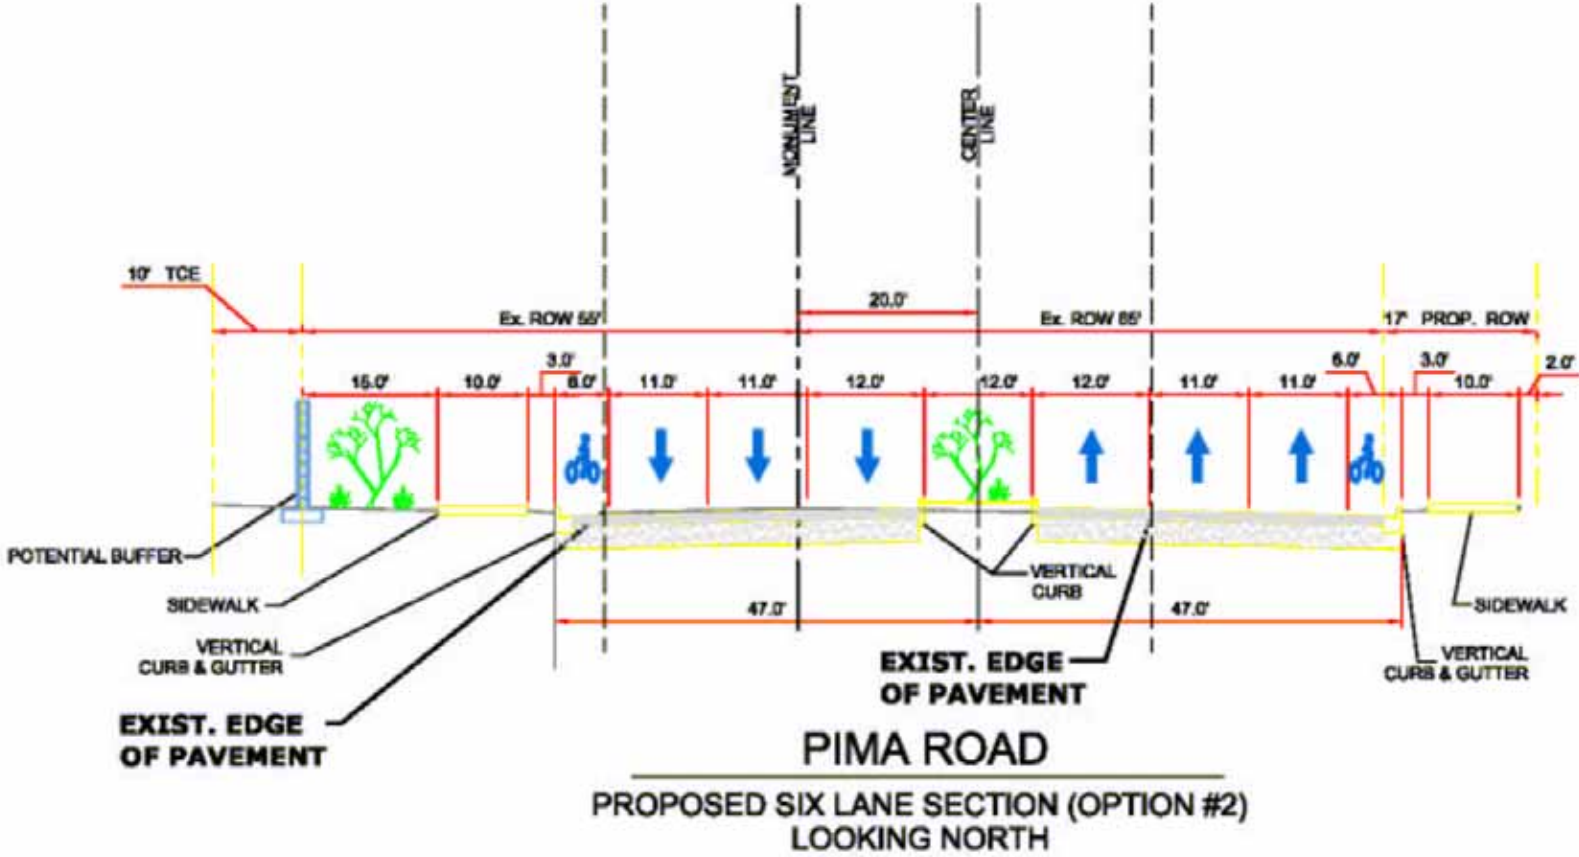 MONUMENT
LINE
CENTER
LINE
10' TCE
20.0'
Ex. ROW 55'
Ex. ROW 65'
17' PROP. ROW
15.0'
10.0'
3.0'
6.0'
11.0'
11.0'
12.0'
12.0'
12.0'
11.0'
11.0'
6.0'
3.0'
10.0'
2.0'
POTENTIAL BUFFER
SIDEWALK
VERTICAL
CURB & GUTTER
EXIST. EDGE
OF PAVEMENT
47.0'
VERTICAL
CURB
47.0'
EXIST. EDGE
OF PAVEMENT
SIDEWALK
VERTICAL
CURB & GUTTER
PIMA ROAD
PROPOSED SIX LANE SECTION (OPTION #2)
LOOKING NORTH